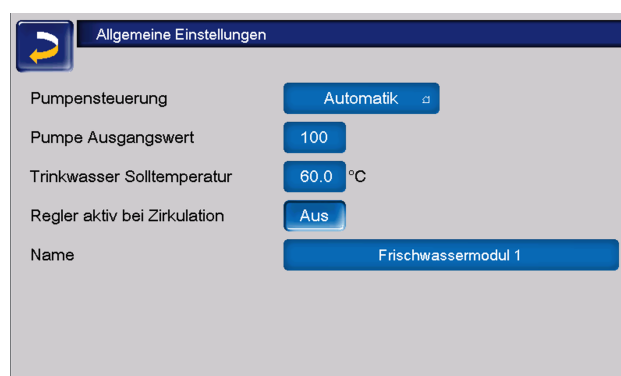 Allgemeine Einstellungen
Pumpensteuerung Automatik
Pumpe Ausgangswert 100
Trinkwasser Solltemperatur 60.0 °C
Regler aktiv bei Zirkulation Aus
Name Frischwassermodul 1